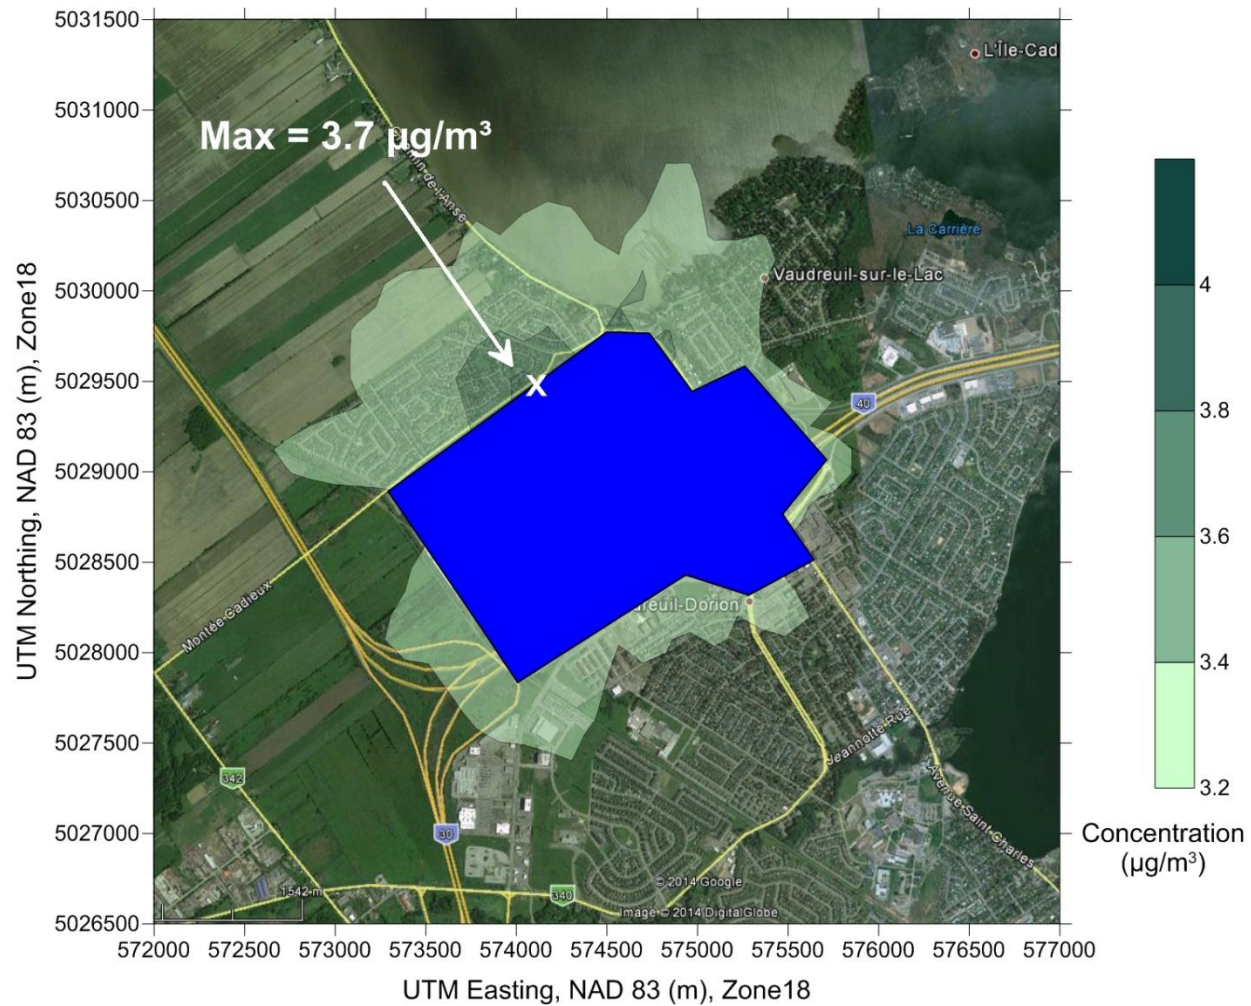 5031500
5031000
5030500
5030000
5029500
5029000
5028500
5028000
5027500
5027000
5026500
UTM Northing, NAD 83 (m), Zone18
572000 572500 573000 573500 574000 574500 575000 575500 576000 576500 577000
UTM Easting, NAD 83 (m), Zone18
L'Île-Cad
Max = 3.7 µg/m³
de l'Anse
La Carrière
Vaudreuil-sur-le-Lac
X
40
Montée Cadieux
dreuil-Dorion
Jeannotte Rue
Avenue Saint Charles
342
30
340
1542 m
© 2014 Google
Image © 2014 DigitalGlobe
4
3.8
3.6
3.4
3.2
Concentration
(µg/m³)